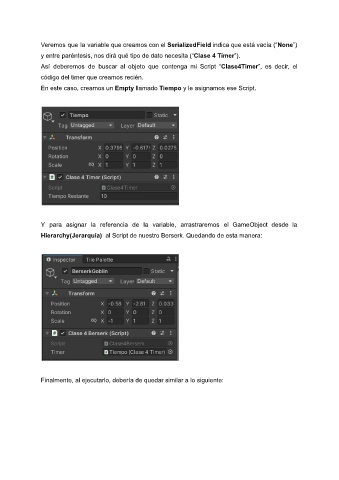 Veremos que la variable que creamos con el SerializedField indica que está vacía ("None")
y entre paréntesis, nos dirá qué tipo de dato necesita ("Clase 4 Timer").
Así deberemos de buscar al objeto que contenga mi Script "Clase4Timer", es decir, el
código del timer que creamos recién.
En este caso, creamos un Empty llamado Tiempo y le asignamos ese Script.
Tiempo Static
Tag Untagged Layer Default
Transform
Position X 0.3795 Y -0.8171 Z 0.0275
Rotation X 0 Y 0 Z 0
Scale X 1 Y 1 Z 1
Clase 4 Timer (Script)
Script Clase4Timer
Tiempo Restante 10
Y para asignar la referencia de la variable, arrastraremos el GameObject desde la
Hierarchy(Jerarquía) al Script de nuestro Berserk. Quedando de esta manera:
Inspector Tile Palette
BerserkGoblin Static
Tag Untagged Layer Default
Transform
Position X -0.58 Y -2.81 Z 0.033
Rotation X 0 Y 0 Z 0
Scale X -1 Y 1 Z 1
Clase 4 Berserk (Script)
Script Clase4Berserk
Timer Tiempo (Clase 4 Timer)
Finalmente, al ejecutarlo, debería de quedar similar a lo siguiente: